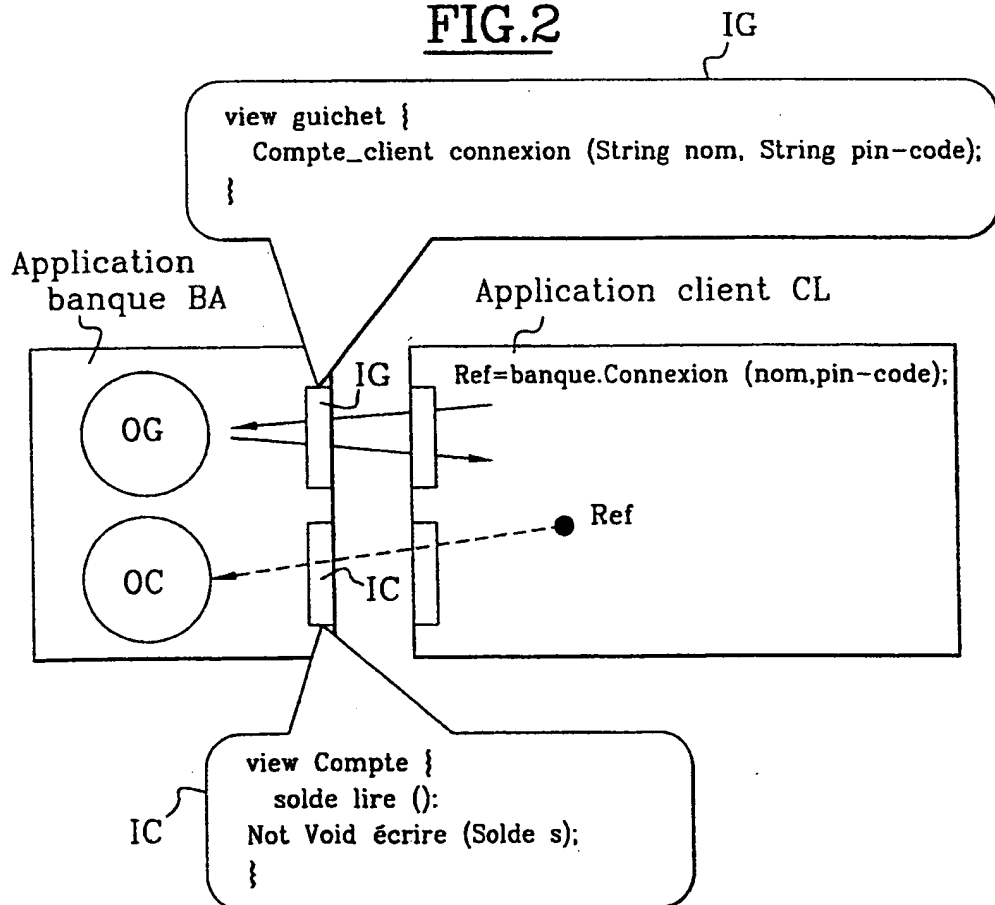 FIG.2
IG
view guichet {
Compte_client connexion (String nom, String pin-code);
}
Application
banque BA
Application client CL
IG
Ref=banque.Connexion (nom,pin-code);
OG
Ref
OC
IC
view Compte {
solde lire ():
Not Void écrire (Solde s);
}
IC